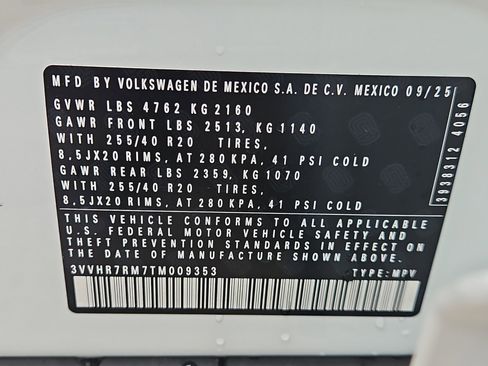 MFD BY VOLKSWAGEN DE MEXICO S.A. DE C.V. MEXICO 09/25
GVWR LBS 4762 KG 2160
GAWR FRONT LBS 2513, KG 1140
WITH 255/40 R20 TIRES,
8,5JX20 RIMS, AT 280 KPA, 41 PSI COLD
GAWR REAR LBS 2359, KG 1070
WITH 255/40 R20 TIRES,
8,5JX20 RIMS, AT 280 KPA, 41 PSI COLD
THIS VEHICLE CONFORMS TO ALL APPLICABLE
U.S. FEDERAL MOTOR VEHICLE SAFETY AND
THEFT PREVENTION STANDARDS IN EFFECT ON
THE DATE OF MANUFACTURE SHOWN ABOVE.
3VVHR7RM7TM009353 TYPE: MPV
3938312 4056